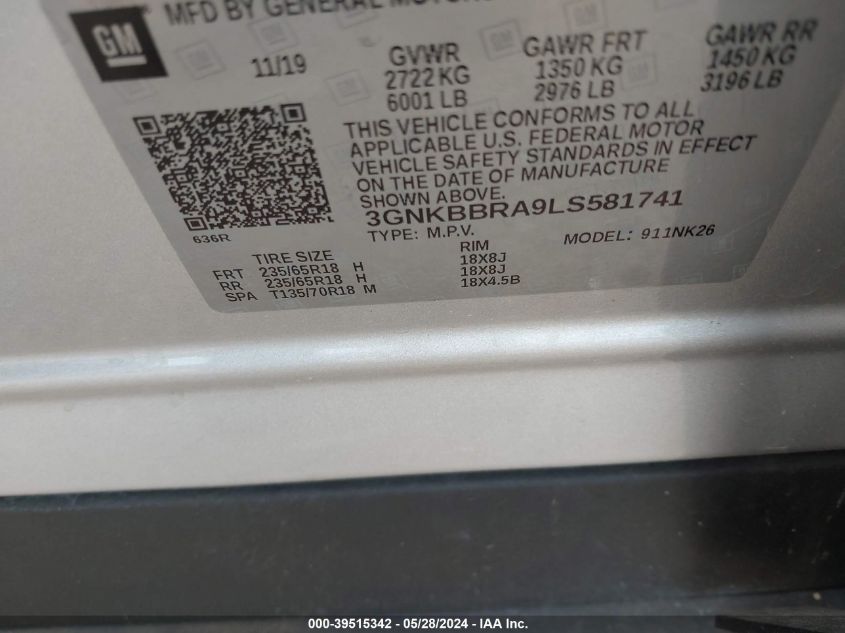 GM
MFD BY GENERAL MOTORS
11/19
GVWR
2722 KG
6001 LB
GAWR FRT
1350 KG
2976 LB
GAWR RR
1450 KG
3196 LB
THIS VEHICLE CONFORMS TO ALL
APPLICABLE U.S. FEDERAL MOTOR
VEHICLE SAFETY STANDARDS IN EFFECT
ON THE DATE OF MANUFACTURE
SHOWN ABOVE.
3GNKBBRA9LS581741
TYPE: M.P.V.
MODEL: 911NK26
636R
TIRE SIZE
RIM
FRT 235/65R18 H 18X8J
RR 235/65R18 H 18X8J
SPA T135/70R18 M 18X4.5B
000-39515342 - 05/28/2024 - IAA Inc.